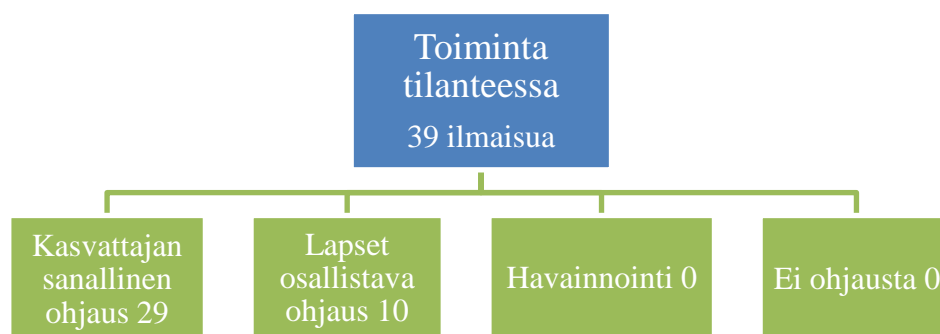 Toiminta
tilanteessa
39 ilmaisua
Kasvattajan
sanallinen
ohjaus 29
Lapset
osallistava
ohjaus 10
Havainnointi 0
Ei ohjausta 0